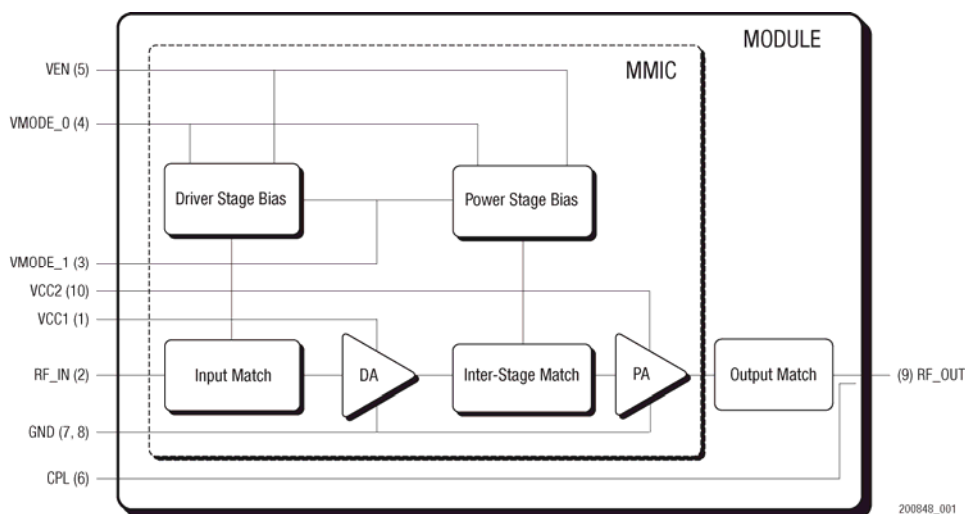 MODULE
MMIC
VEN (5)
VMODE_0 (4)
Driver Stage Bias
Power Stage Bias
VMODE_1 (3)
VCC2 (10)
VCC1 (1)
RF_IN (2)
Input Match
DA
Inter-Stage Match
PA
Output Match
(9) RF_OUT
GND (7, 8)
CPL (6)
200848_001